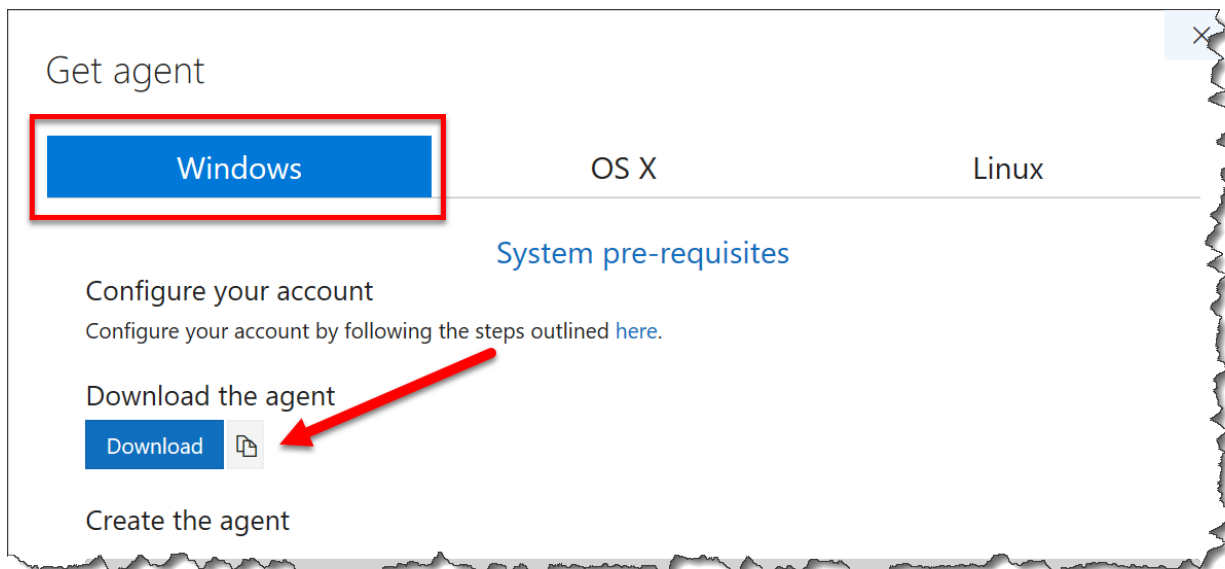 Get agent
Windows
OS X
Linux
System pre-requisites
Configure your account
Configure your account by following the steps outlined here.
Download the agent
Download
Create the agent